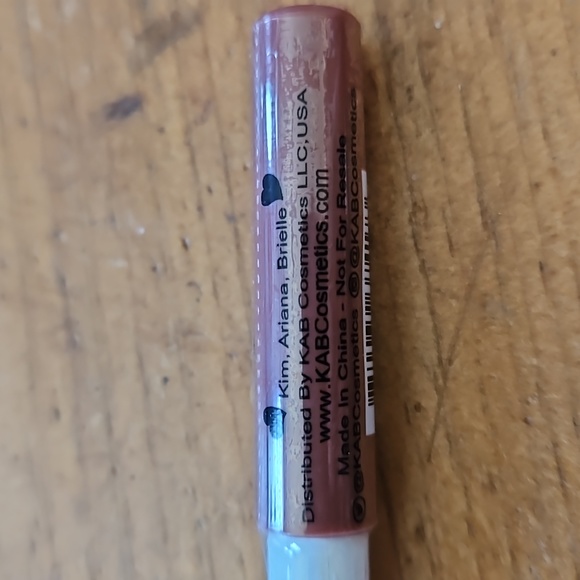 Kim, Ariana, Brielle
Distributed By KAB Cosmetics LLC,USA
www.KABCosmetics.com
Made In China - Not For Resale
@KABCosmetics @KABCosmetics